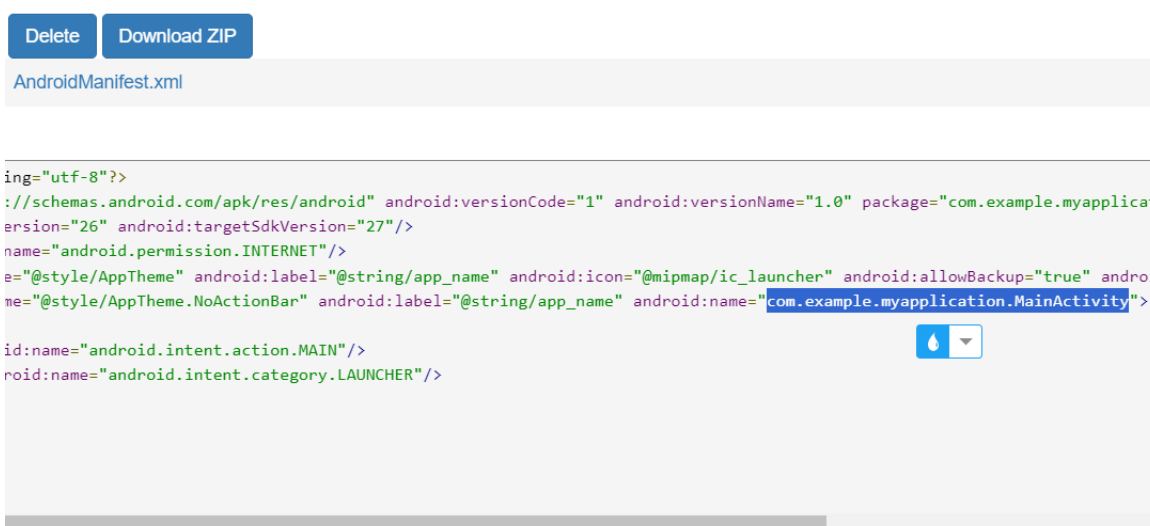 Delete Download ZIP
AndroidManifest.xml
ing="utf-8"?>
://schemas.android.com/apk/res/android" android:versionCode="1" android:versionName="1.0" package="com.example.myapplica
ersion="26" android:targetSdkVersion="27"/>
name="android.permission.INTERNET"/>
e="@style/AppTheme" android:label="@string/app_name" android:icon="@mipmap/ic_launcher" android:allowBackup="true" andro
me="@style/AppTheme.NoActionBar" android:label="@string/app_name" android:name="com.example.myapplication.MainActivity">
id:name="android.intent.action.MAIN"/>
roid:name="android.intent.category.LAUNCHER"/>